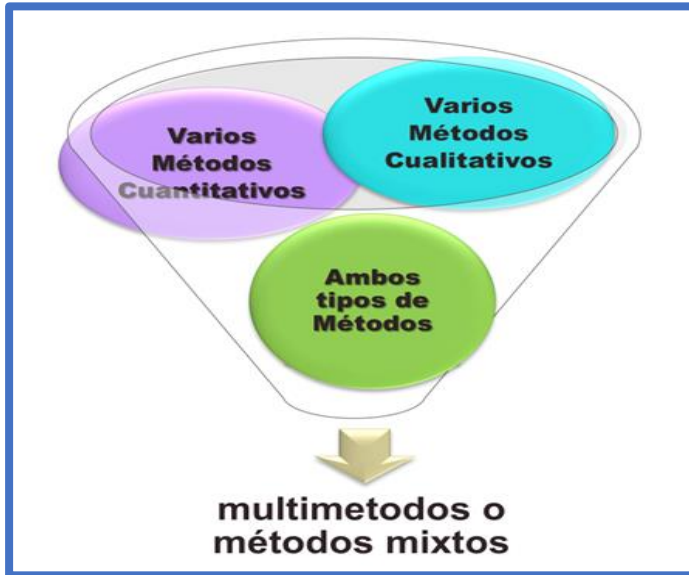 Varios
Métodos
Cuantitativos
Varios
Métodos
Cualitativos
Ambos
tipos de
Métodos
multimetodos o
métodos mixtos